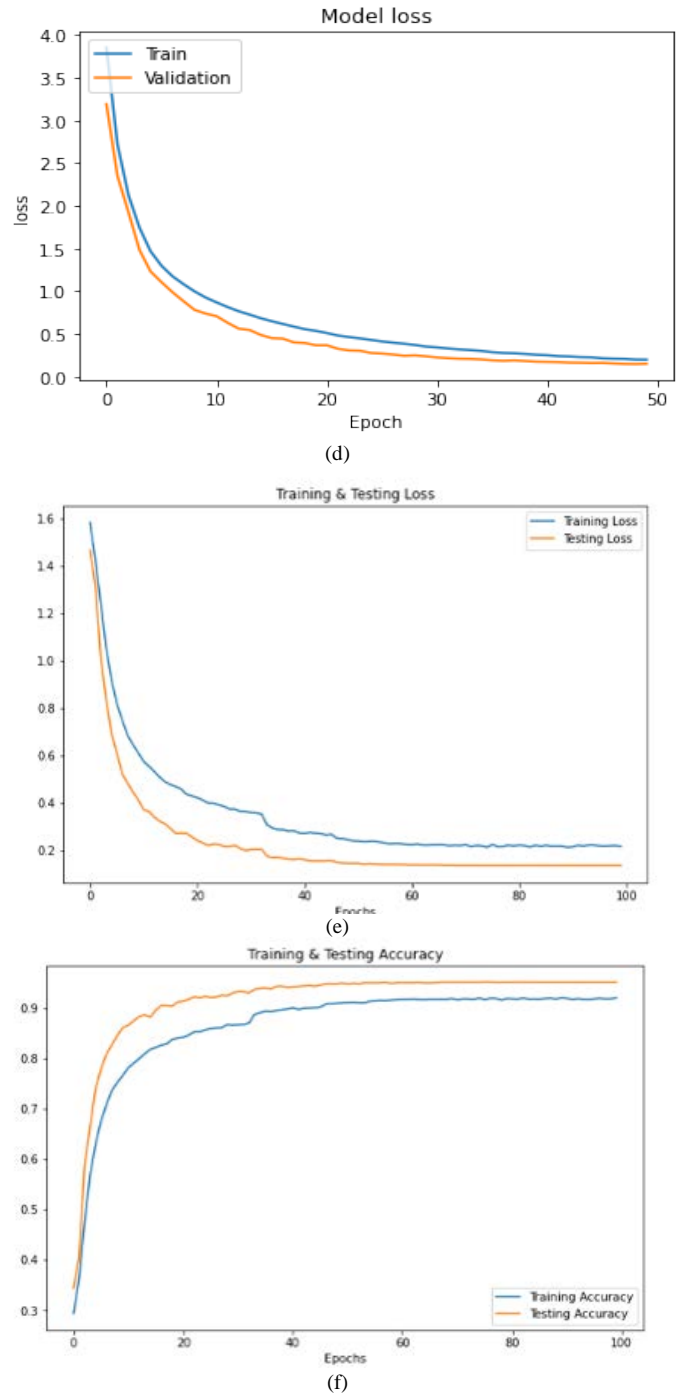 Model loss
4.0
3.5
3.0
2.5
2.0
1.5
1.0
0.5
0.0
loss
Train
Validation
0 10 20 30 40 50
Epoch
(d)
Training & Testing Loss
1.6
1.4
1.2
1.0
0.8
0.6
0.4
0.2
Training Loss
Testing Loss
0 20 40 60 80 100
Epochs
(e)
Training & Testing Accuracy
0.9
0.8
0.7
0.6
0.5
0.4
0.3
Training Accuracy
Testing Accuracy
0 20 40 60 80 100
Epochs
(f)